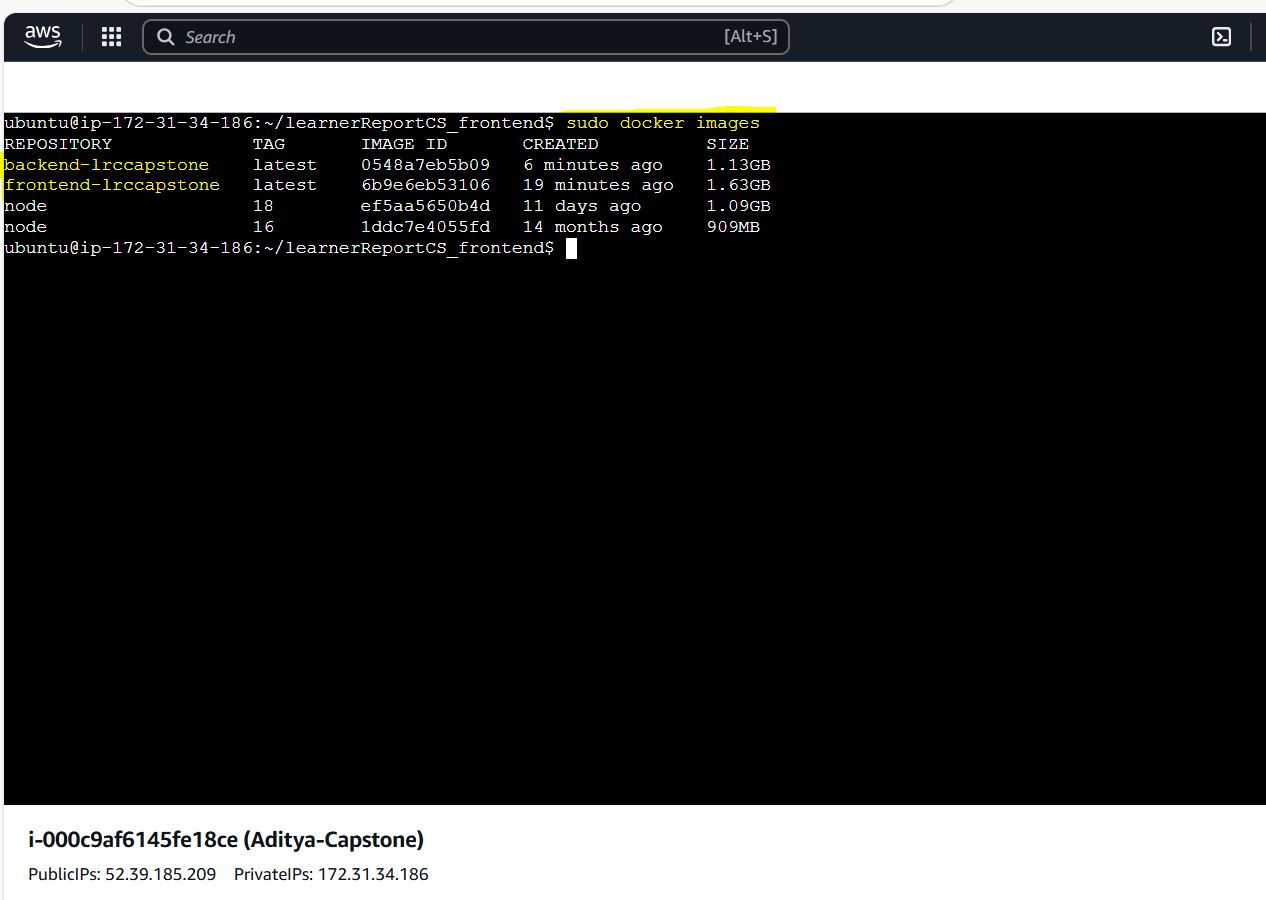 aws Search [Alt+S]
ubuntu@ip-172-31-34-186:~/learnerReportCS_frontend$ sudo docker images
REPOSITORY TAG IMAGE ID CREATED SIZE
backend-lrccapstone latest 0548a7eb5b09 6 minutes ago 1.13GB
frontend-lrccapstone latest 6b9e6eb53106 19 minutes ago 1.63GB
node 18 ef5aa5650b4d 11 days ago 1.09GB
node 16 1ddc7e4055fd 14 months ago 909MB
ubuntu@ip-172-31-34-186:~/learnerReportCS_frontend$
i-000c9af6145fe18ce (Aditya-Capstone)
PublicIPs: 52.39.185.209 PrivateIPs: 172.31.34.186